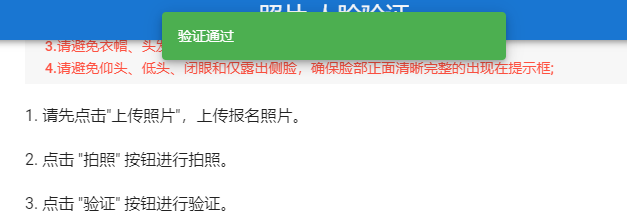 照片人脸验证
验证通过
3.请避免衣帽、头发
4.请避免仰头、低头、闭眼和仅露出侧脸，确保脸部正面清晰完整的出现在提示框;
1. 请先点击"上传照片"，上传报名照片。
2. 点击 "拍照" 按钮进行拍照。
3. 点击 "验证" 按钮进行验证。